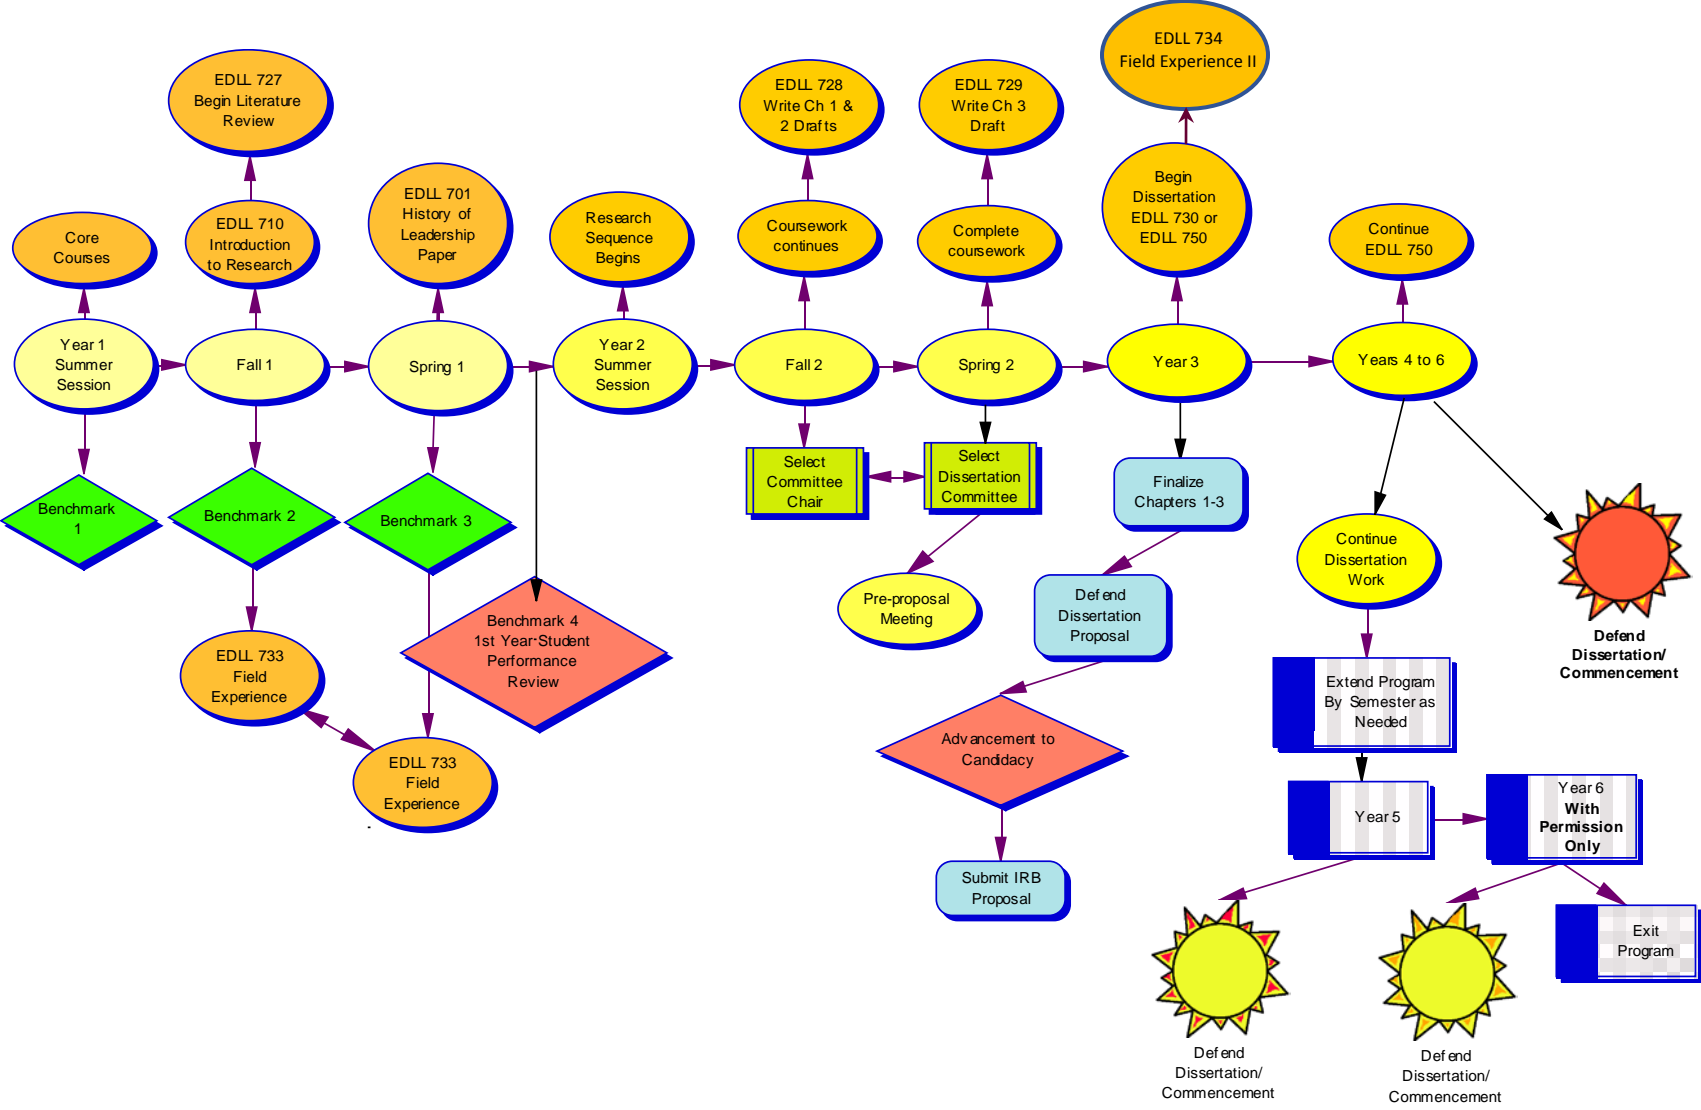 EDLL 734
Field Experience II
EDLL 727
Begin Literature
Review
EDLL 728
Write Ch 1 &
2 Drafts
EDLL 729
Write Ch 3
Draft
EDLL 701
History of
Leadership
Paper
Begin
Dissertation
EDLL 730 or
EDLL 750
Core
Courses
EDLL 710
Introduction
to Research
Research
Sequence
Begins
Coursework
continues
Complete
coursework
Continue
EDLL 750
Year 1
Summer
Session
Fall 1
Spring 1
Year 2
Summer
Session
Fall 2
Spring 2
Year 3
Years 4 to 6
Select
Committee
Chair
Select
Dissertation
Committee
Finalize
Chapters 1-3
Benchmark
1
Benchmark 2
Benchmark 3
Continue
Dissertation
Work
Pre-proposal
Meeting
Defend
Dissertation
Proposal
Benchmark 4
1st Year-Student
Performance
Review
Defend
Dissertation/
Commencement
EDLL 733
Field
Experience
Extend Program
By Semester as
Needed
EDLL 733
Field
Experience
Advancement to
Candidacy
Year 5
Year 6
With
Permission
Only
Submit IRB
Proposal
Exit
Program
Defend
Dissertation/
Commencement
Defend
Dissertation/
Commencement